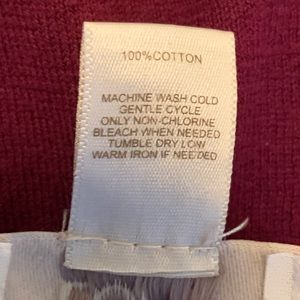 100%COTTON
MACHINE WASH COLD
GENTLE CYCLE
ONLY NON-CHLORINE
BLEACH WHEN NEEDED
TUMBLE DRY LOW
WARM IRON IF NEEDED